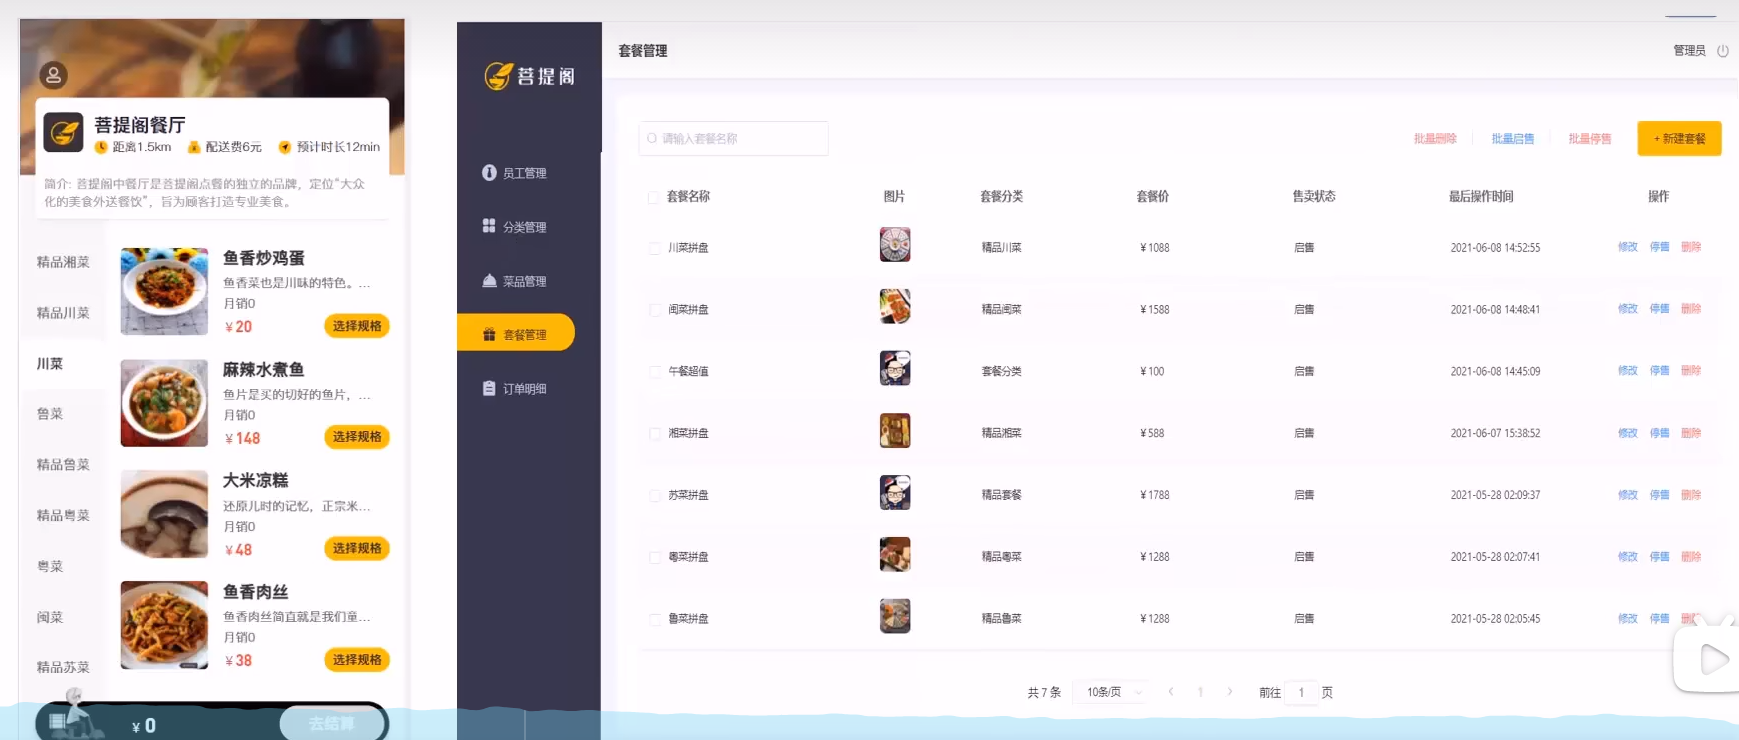 菩提阁餐厅
距离1.5km 配送费6元 预计时长12min
简介: 菩提阁中餐厅是菩提阁点餐的独立的品牌，定位“大众
化的美食外送餐饮”，旨为顾客打造专业美食。
精品湘菜
精品川菜
川菜
鲁菜
精品鲁菜
精品粤菜
粤菜
闽菜
精品苏菜
鱼香炒鸡蛋
鱼香菜也是川味的特色。...
月销0
¥20 选择规格
麻辣水煮鱼
鱼片是买的切好的鱼片，...
月销0
¥148 选择规格
大米凉糕
还原儿时的记忆，正宗米...
月销0
¥48 选择规格
鱼香肉丝
鱼香肉丝简直就是我们童...
月销0
¥38 选择规格
¥ 0 去结算
菩提阁
员工管理
分类管理
菜品管理
套餐管理
订单明细
套餐管理 管理员
请输入套餐名称 批量删除 批量启售 批量停售 + 新建套餐
套餐名称 图片 套餐分类 套餐价 售卖状态 最后操作时间 操作
川菜拼盘 精品川菜 ¥1088 启售 2021-06-08 14:52:55 修改 停售 删除
闽菜拼盘 精品闽菜 ¥1588 启售 2021-06-08 14:48:41 修改 停售 删除
午餐超值 套餐分类 ¥100 启售 2021-06-08 14:45:09 修改 停售 删除
湘菜拼盘 精品湘菜 ¥588 启售 2021-06-07 15:38:52 修改 停售 删除
苏菜拼盘 精品套餐 ¥1788 启售 2021-05-28 02:09:37 修改 停售 删除
粤菜拼盘 精品粤菜 ¥1288 启售 2021-05-28 02:07:41 修改 停售 删除
鲁菜拼盘 精品鲁菜 ¥1288 启售 2021-05-28 02:05:45 修改 停售 删除
共 7 条 10条/页 1 前往 1 页